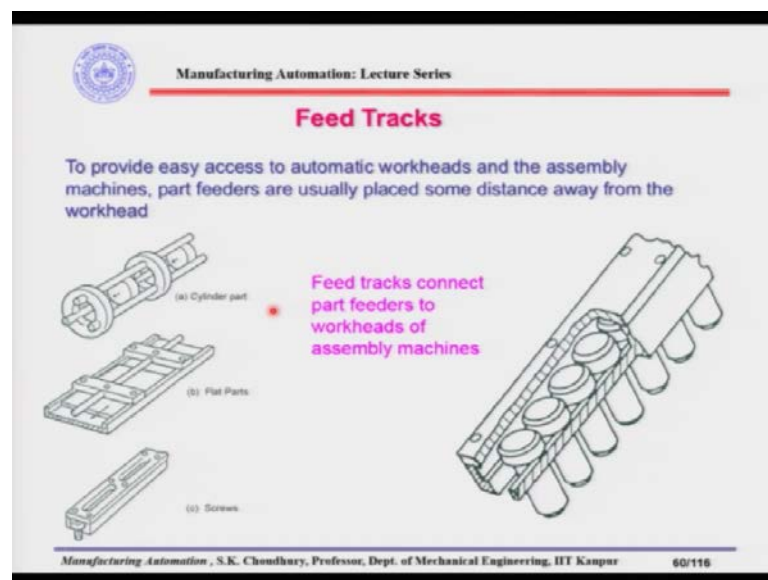 Manufacturing Automation: Lecture Series
Feed Tracks
To provide easy access to automatic workheads and the assembly
machines, part feeders are usually placed some distance away from the
workhead
Feed tracks connect
part feeders to
workheads of
assembly machines
(a) Cylinder part
(b) Flat Parts
(c) Screws
Manufacturing Automation , S.K. Choudhury, Professor, Dept. of Mechanical Engineering, IIT Kanpur
60/116